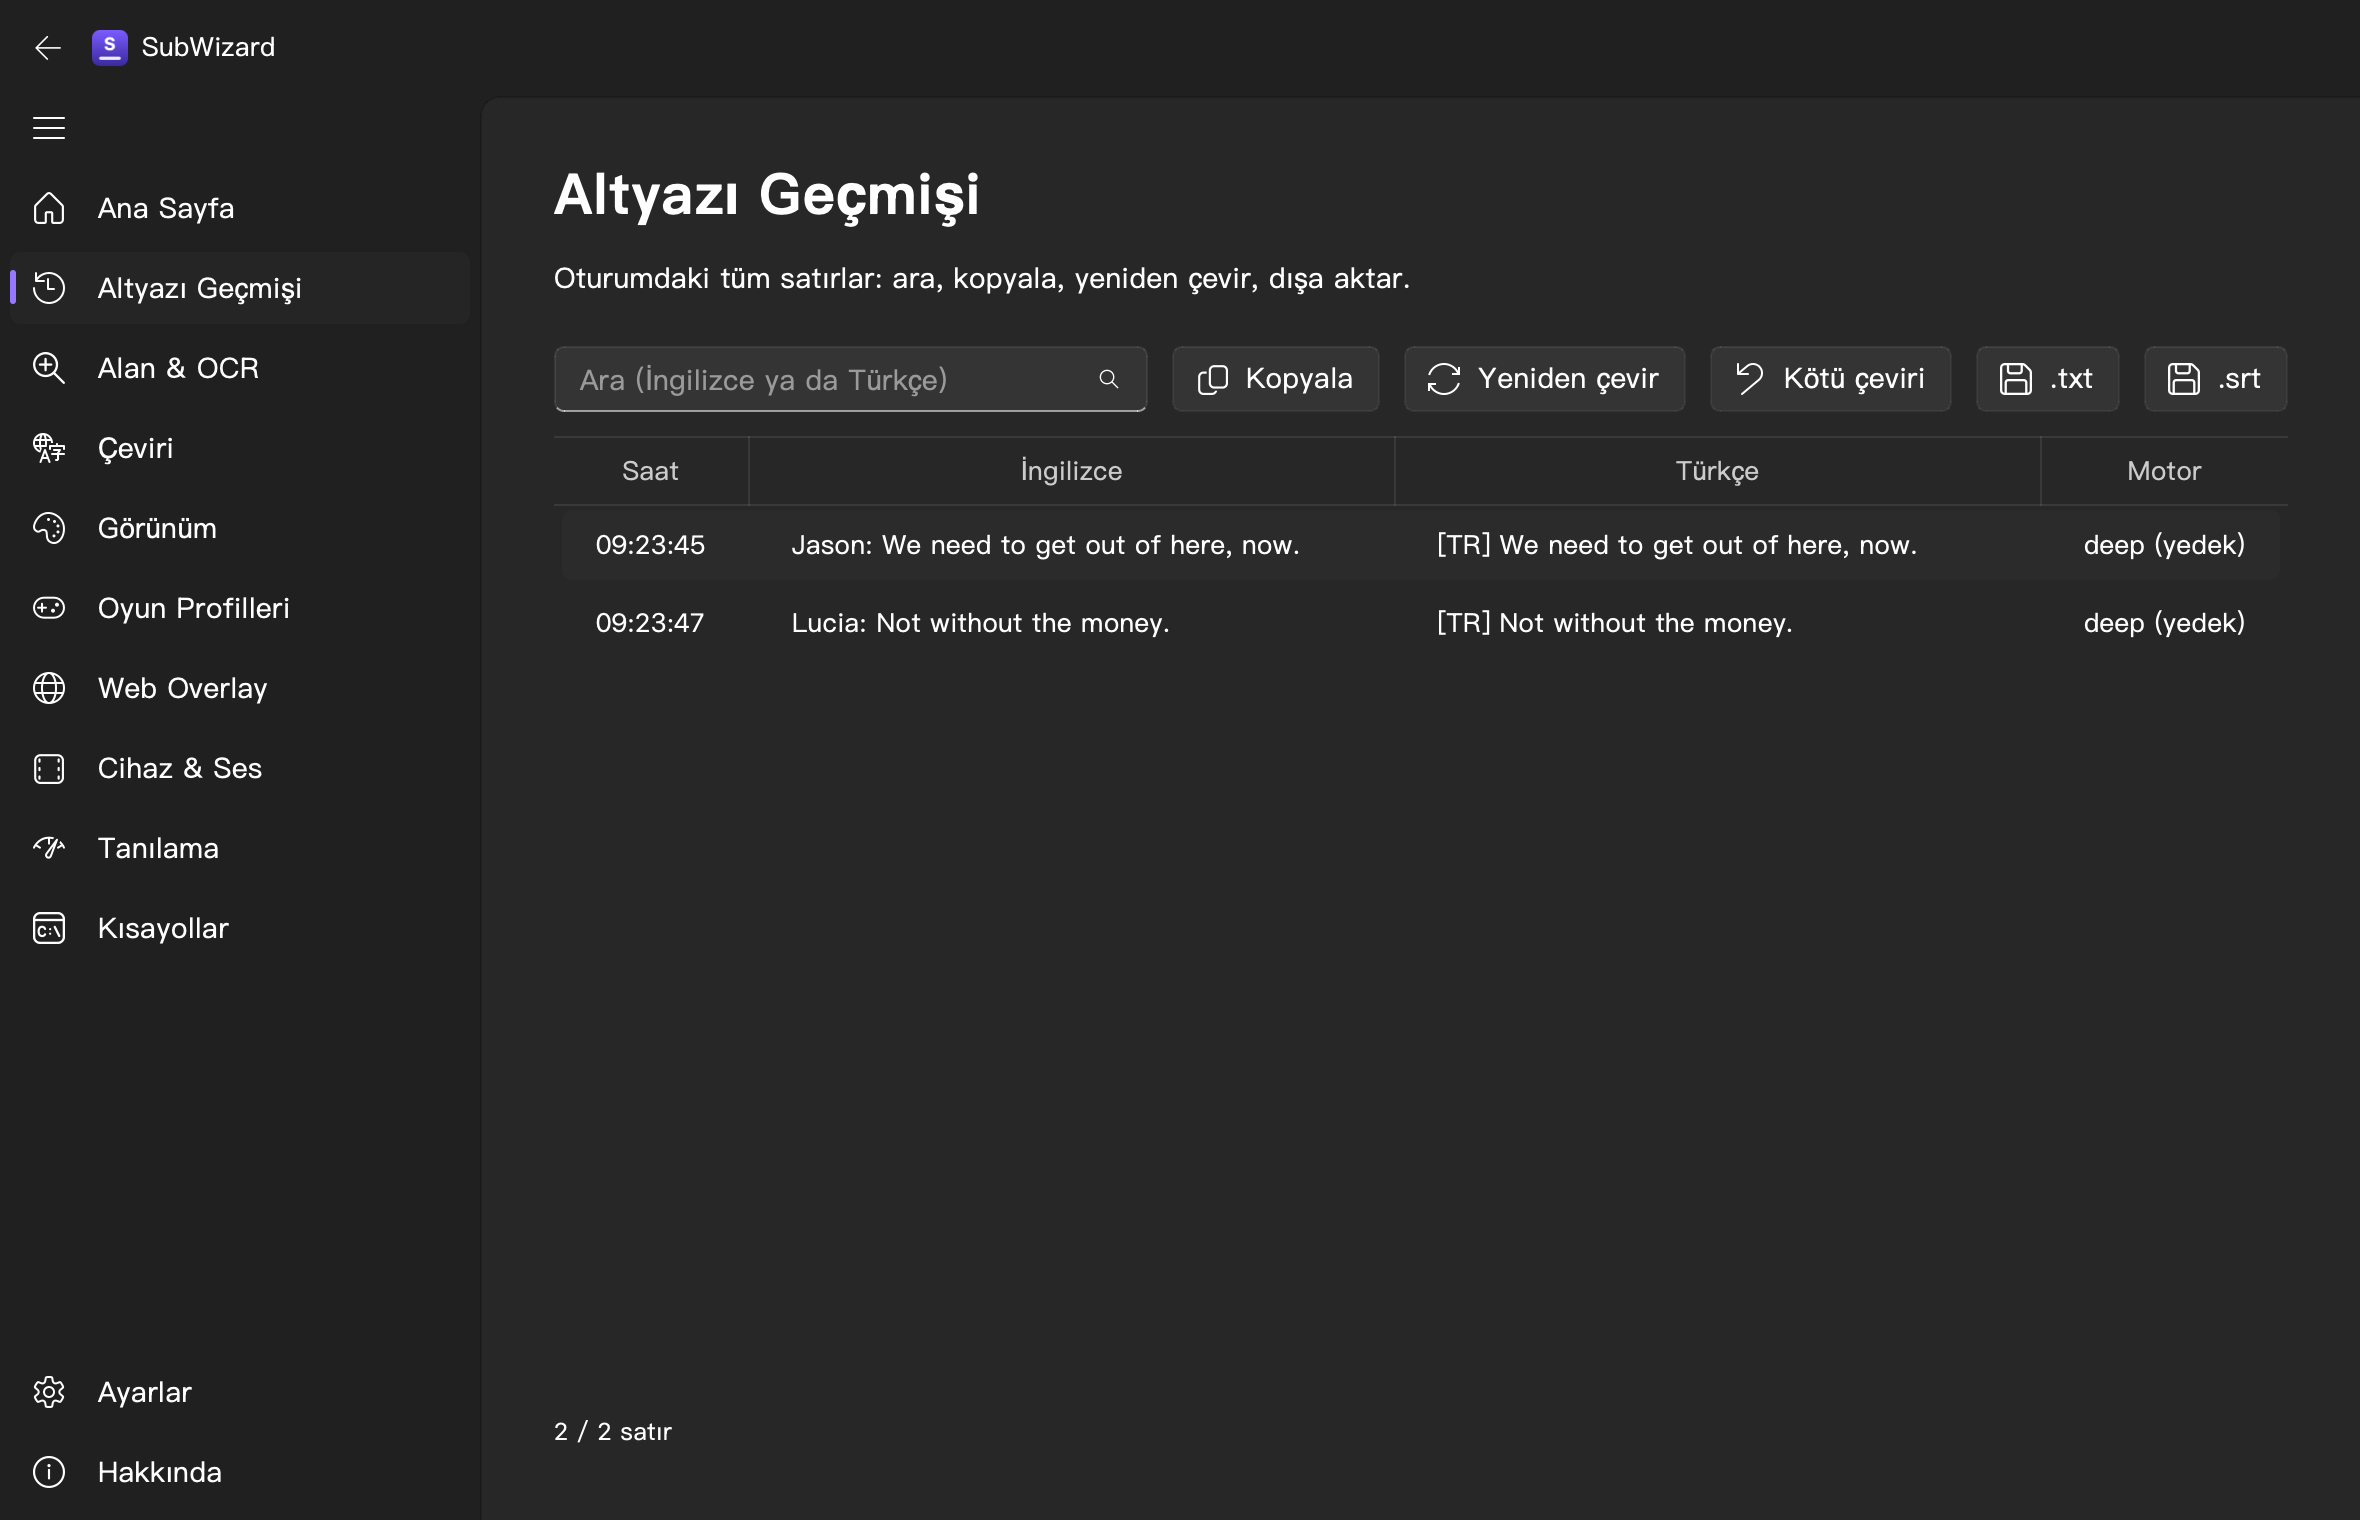 SubWizard
Ana Sayfa
Altyazı Geçmişi
Alan & OCR
Çeviri
Görünüm
Oyun Profilleri
Web Overlay
Cihaz & Ses
Tanılama
Kısayollar
Ayarlar
Hakkında
Altyazı Geçmişi
Oturumdaki tüm satırlar: ara, kopyala, yeniden çevir, dışa aktar.
Ara (İngilizce ya da Türkçe) Kopyala Yeniden çevir Kötü çeviri .txt .srt
Saat İngilizce Türkçe Motor
09:23:45 Jason: We need to get out of here, now. [TR] We need to get out of here, now. deep (yedek)
09:23:47 Lucia: Not without the money. [TR] Not without the money. deep (yedek)
2 / 2 satır